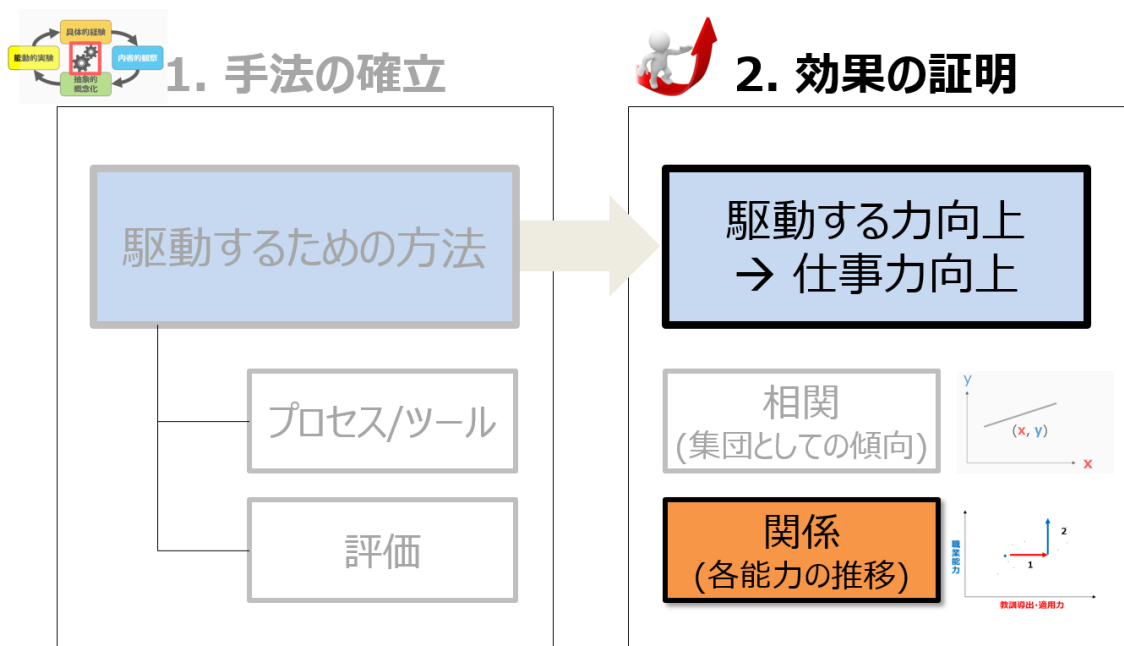 具体的経験
能動的実験
内省的観察
抽象的
概念化
1. 手法の確立
駆動するための方法
プロセス/ツール
評価
2. 効果の証明
駆動する力向上
→ 仕事力向上
相関
(集団としての傾向)
y
(x, y)
x
関係
(各能力の推移)
職業能力
2
1
教訓導出・適用力